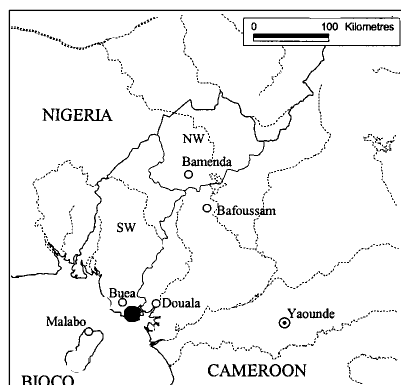 0 100 Kilometres
NIGERIA
NW
Bamenda
Bafoussam
SW
Buea
Douala
Malabo
Yaounde
CAMEROON
BIOCO